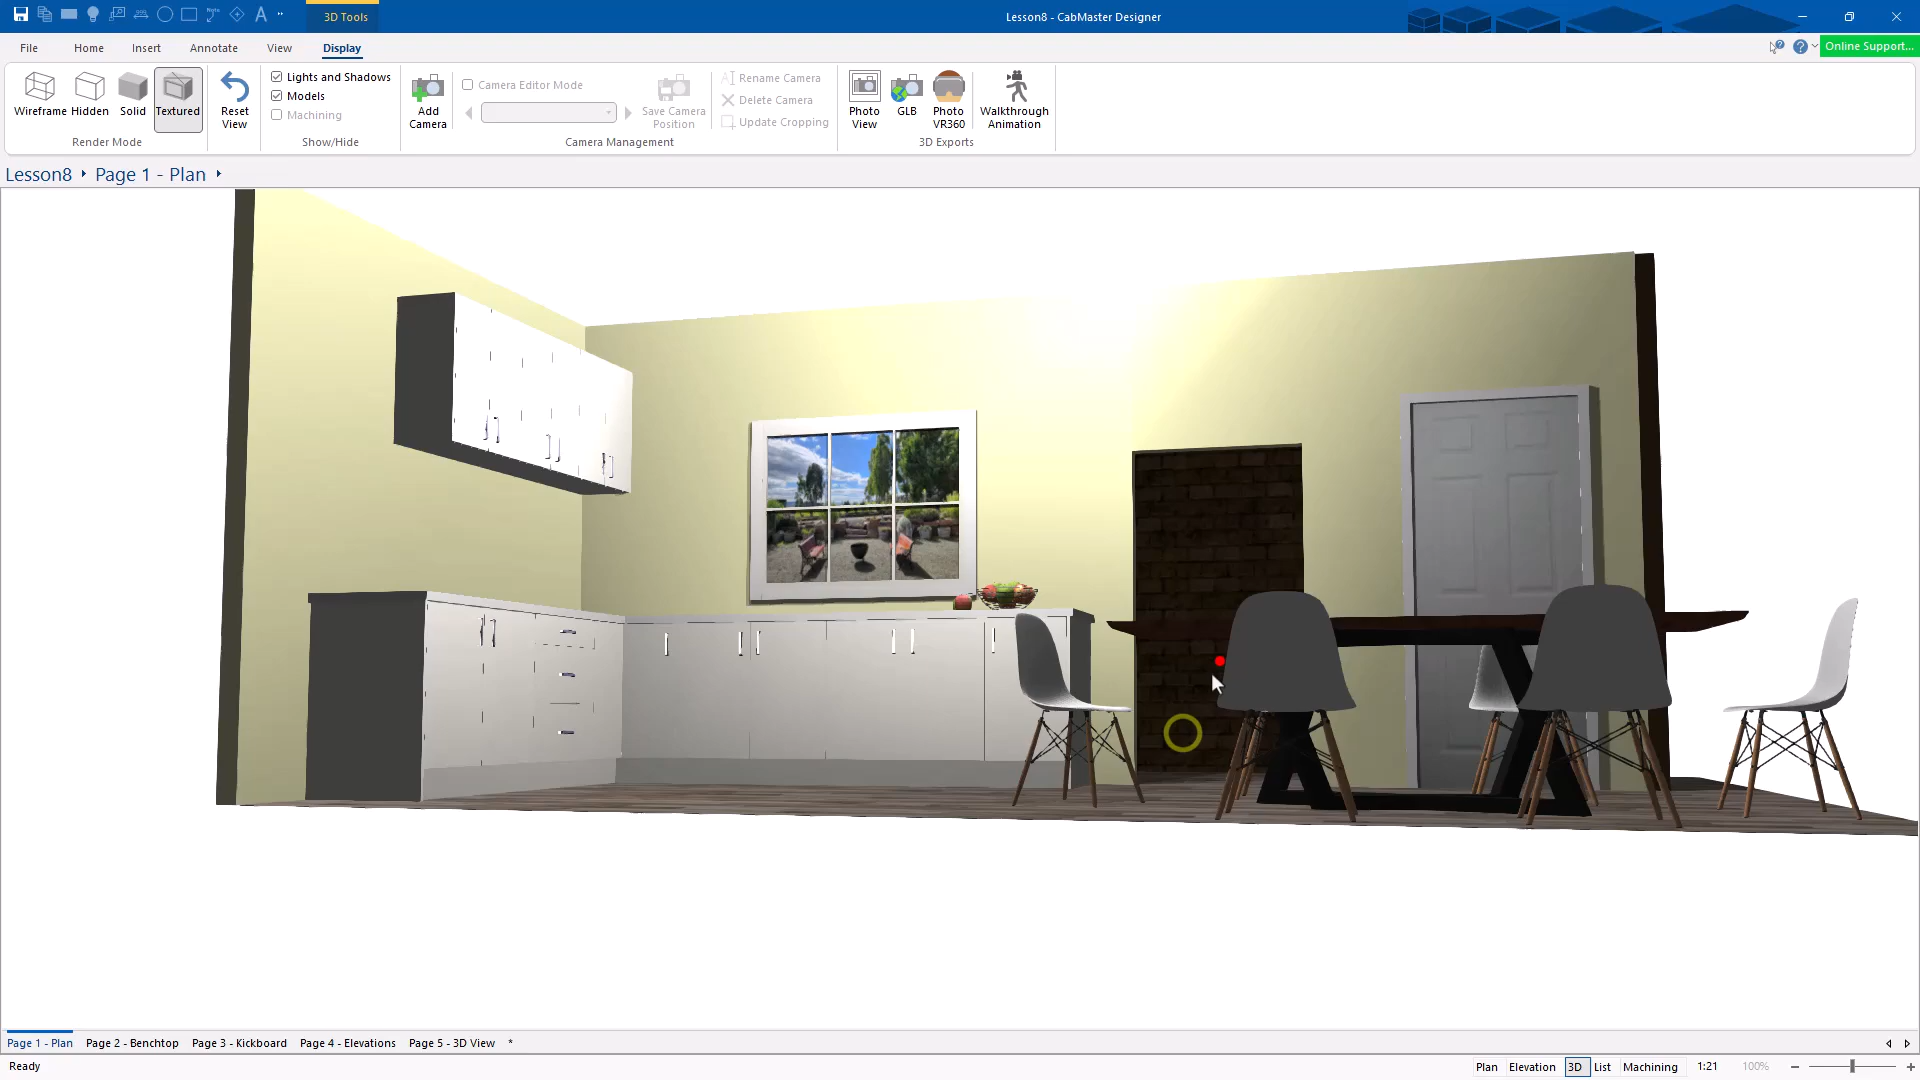 3D Tools
Lesson8 - CabMaster Designer
File Home Insert Annotate View Display
Online Support...
Wireframe Hidden Solid Textured
Render Mode
Reset View
Lights and Shadows
Models
Machining
Show/Hide
Add Camera
Camera Editor Mode
Save Camera Position
Rename Camera
Delete Camera
Update Cropping
Camera Management
Photo View
GLB
Photo VR360
Walkthrough Animation
3D Exports
Lesson8 Page 1 - Plan
Page 1 - Plan Page 2 - Benchtop Page 3 - Kickboard Page 4 - Elevations Page 5 - 3D View *
Ready
Plan Elevation 3D List Machining 1:21 100%